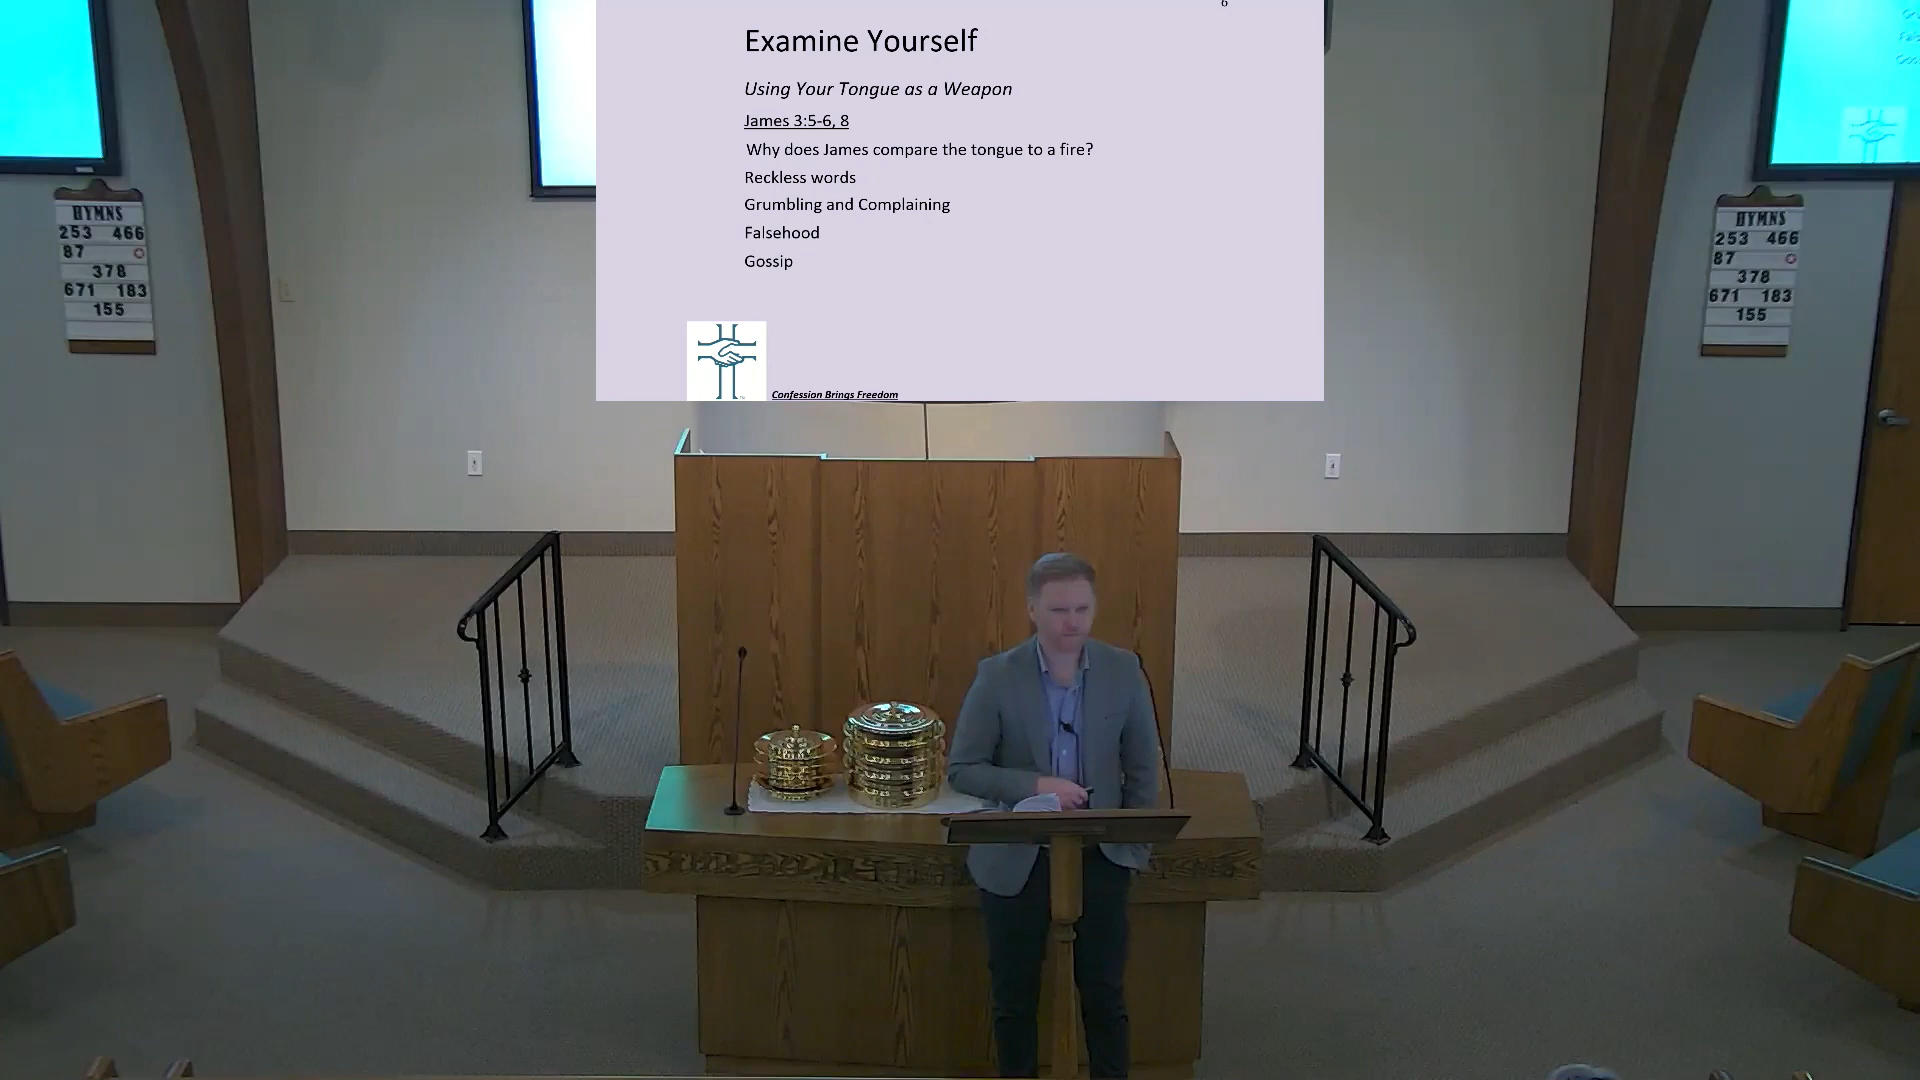 6
Examine Yourself
Using Your Tongue as a Weapon
James 3:5-6, 8
Why does James compare the tongue to a fire?
Reckless words
Grumbling and Complaining
Falsehood
Gossip
Confession Brings Freedom
HYMNS
253 466
87
378
671 183
155
HYMNS
253 466
87
378
671 183
155